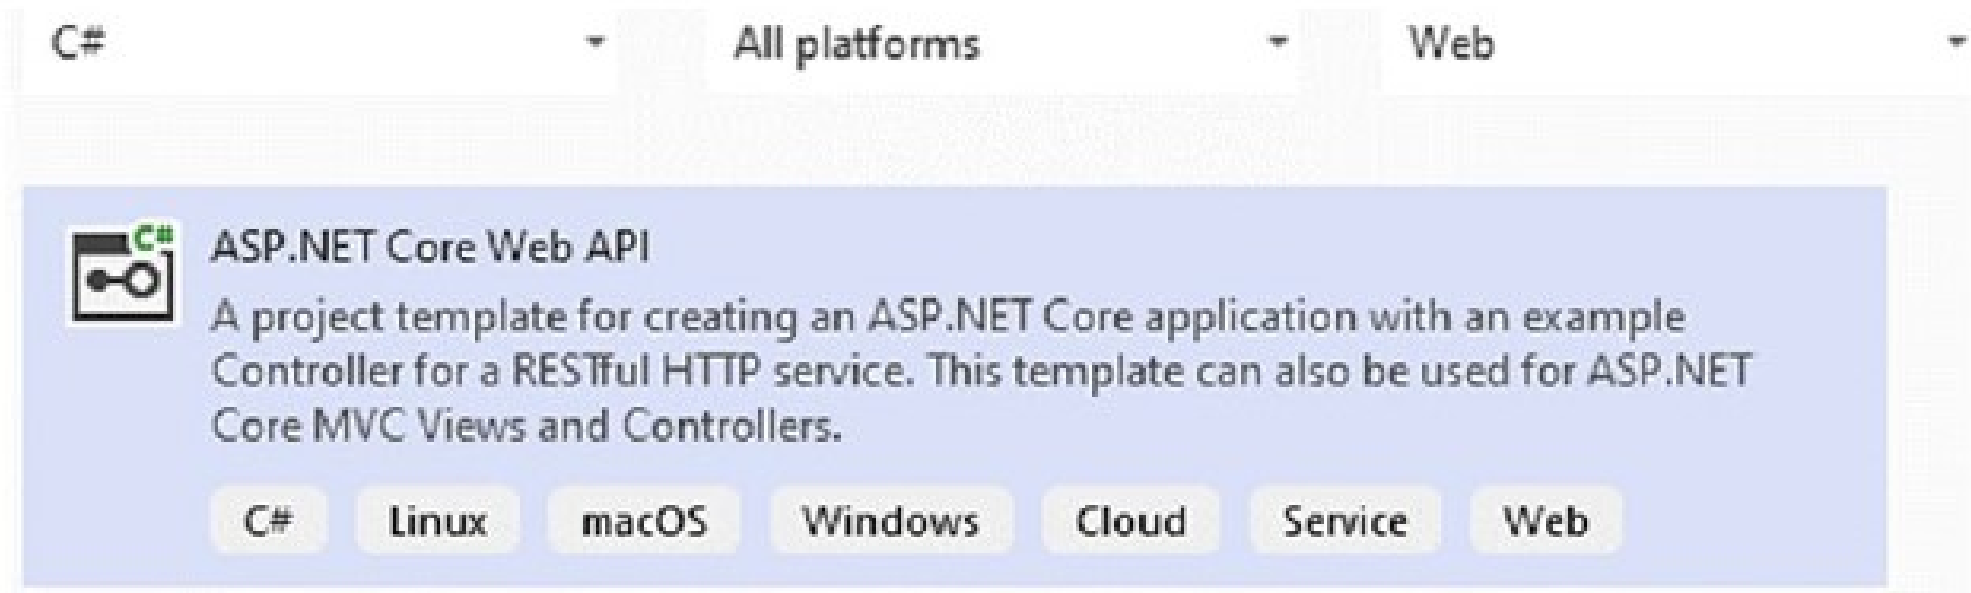 C# All platforms Web
C#
ASP.NET Core Web API
A project template for creating an ASP.NET Core application with an example
Controller for a RESTful HTTP service. This template can also be used for ASP.NET
Core MVC Views and Controllers.
C# Linux macOS Windows Cloud Service Web